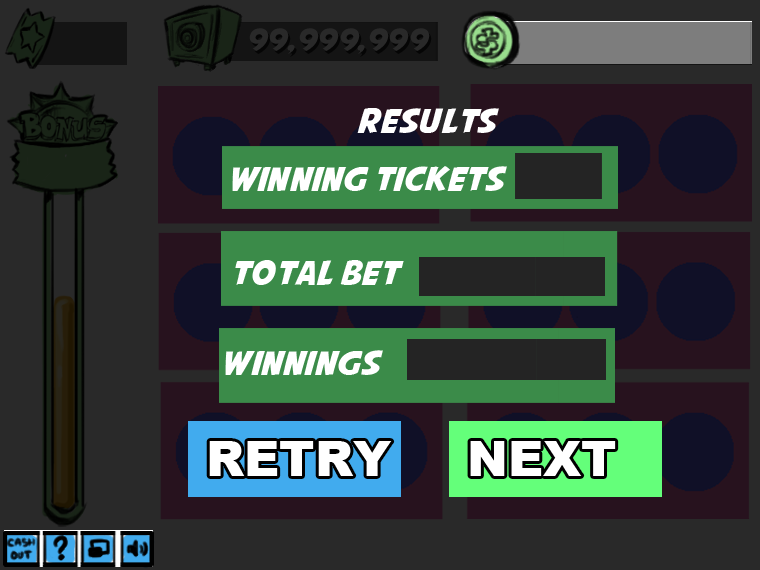 99,999,999
BONUS
RESULTS
WINNING TICKETS
TOTAL BET
WINNINGS
RETRY NEXT
CASH
OUT
?